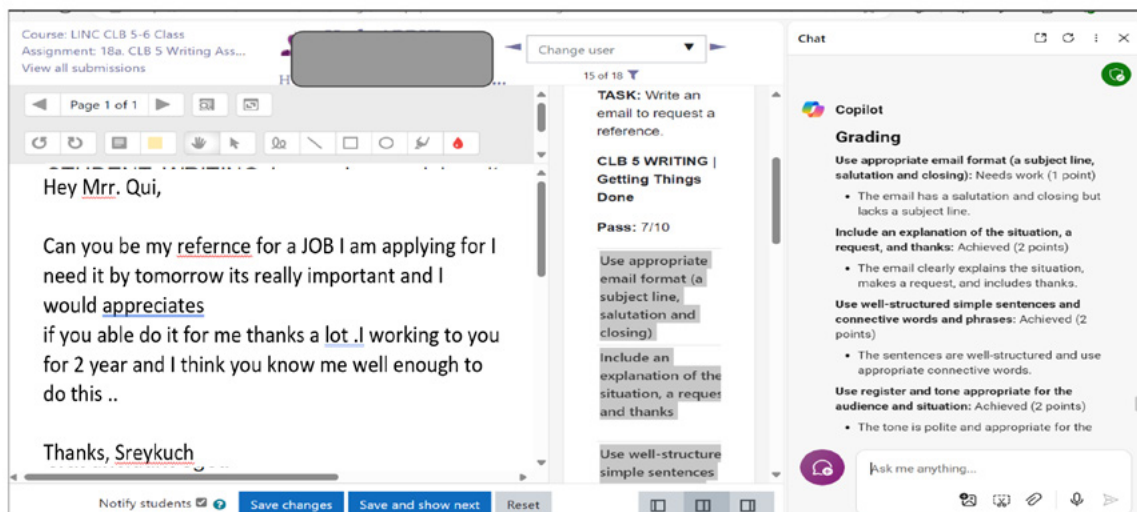 Course: LINC CLB 5-6 Class
Assignment: 18a. CLB 5 Writing Ass...
View all submissions
Change user
15 of 18
Page 1 of 1
Hey Mrr. Qui,
Can you be my refernce for a JOB I am applying for I
need it by tomorrow its really important and I
would appreciates
if you able do it for me thanks a lot .I working to you
for 2 year and I think you know me well enough to
do this ..
Thanks, Sreykuch
TASK: Write an
email to request a
reference.
CLB 5 WRITING |
Getting Things
Done
Pass: 7/10
Use appropriate
email format (a
subject line,
salutation and
closing)
Include an
explanation of the
situation, a reques
and thanks
Use well-structure
simple sentences
Notify students
Save changes
Save and show next
Reset
Chat
Copilot
Grading
Use appropriate email format (a subject line,
salutation and closing): Needs work (1 point)
• The email has a salutation and closing but
lacks a subject line.
Include an explanation of the situation, a
request, and thanks: Achieved (2 points)
• The email clearly explains the situation,
makes a request, and includes thanks.
Use well-structured simple sentences and
connective words and phrases: Achieved (2
points)
• The sentences are well-structured and use
appropriate connective words.
Use register and tone appropriate for the
audience and situation: Achieved (2 points)
• The tone is polite and appropriate for the
Ask me anything...